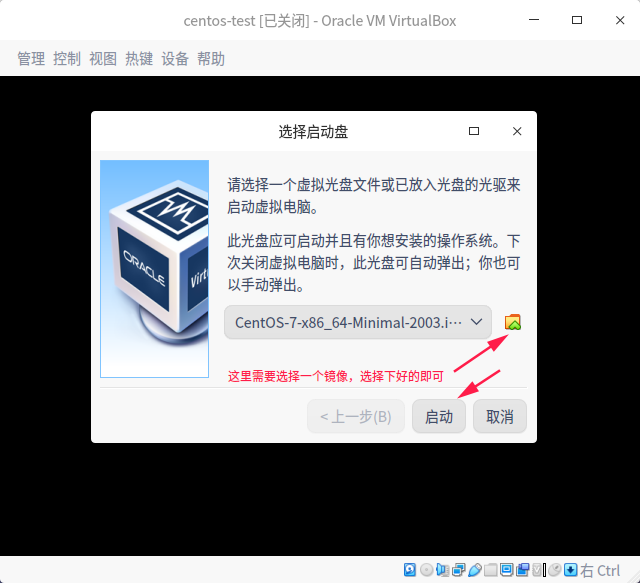 centos-test [已关闭] - Oracle VM VirtualBox
管理 控制 视图 热键 设备 帮助
选择启动盘
请选择一个虚拟光盘文件或已放入光盘的光驱来
启动虚拟电脑。
此光盘应可启动并且有你想安装的操作系统。下
次关闭虚拟电脑时，此光盘可自动弹出；你也可
以手动弹出。
ORACLE
Virtu
CentOS-7-x86_64-Minimal-2003.i···
这里需要选择一个镜像，选择下好的即可
< 上一步(B) 启动 取消
右 Ctrl